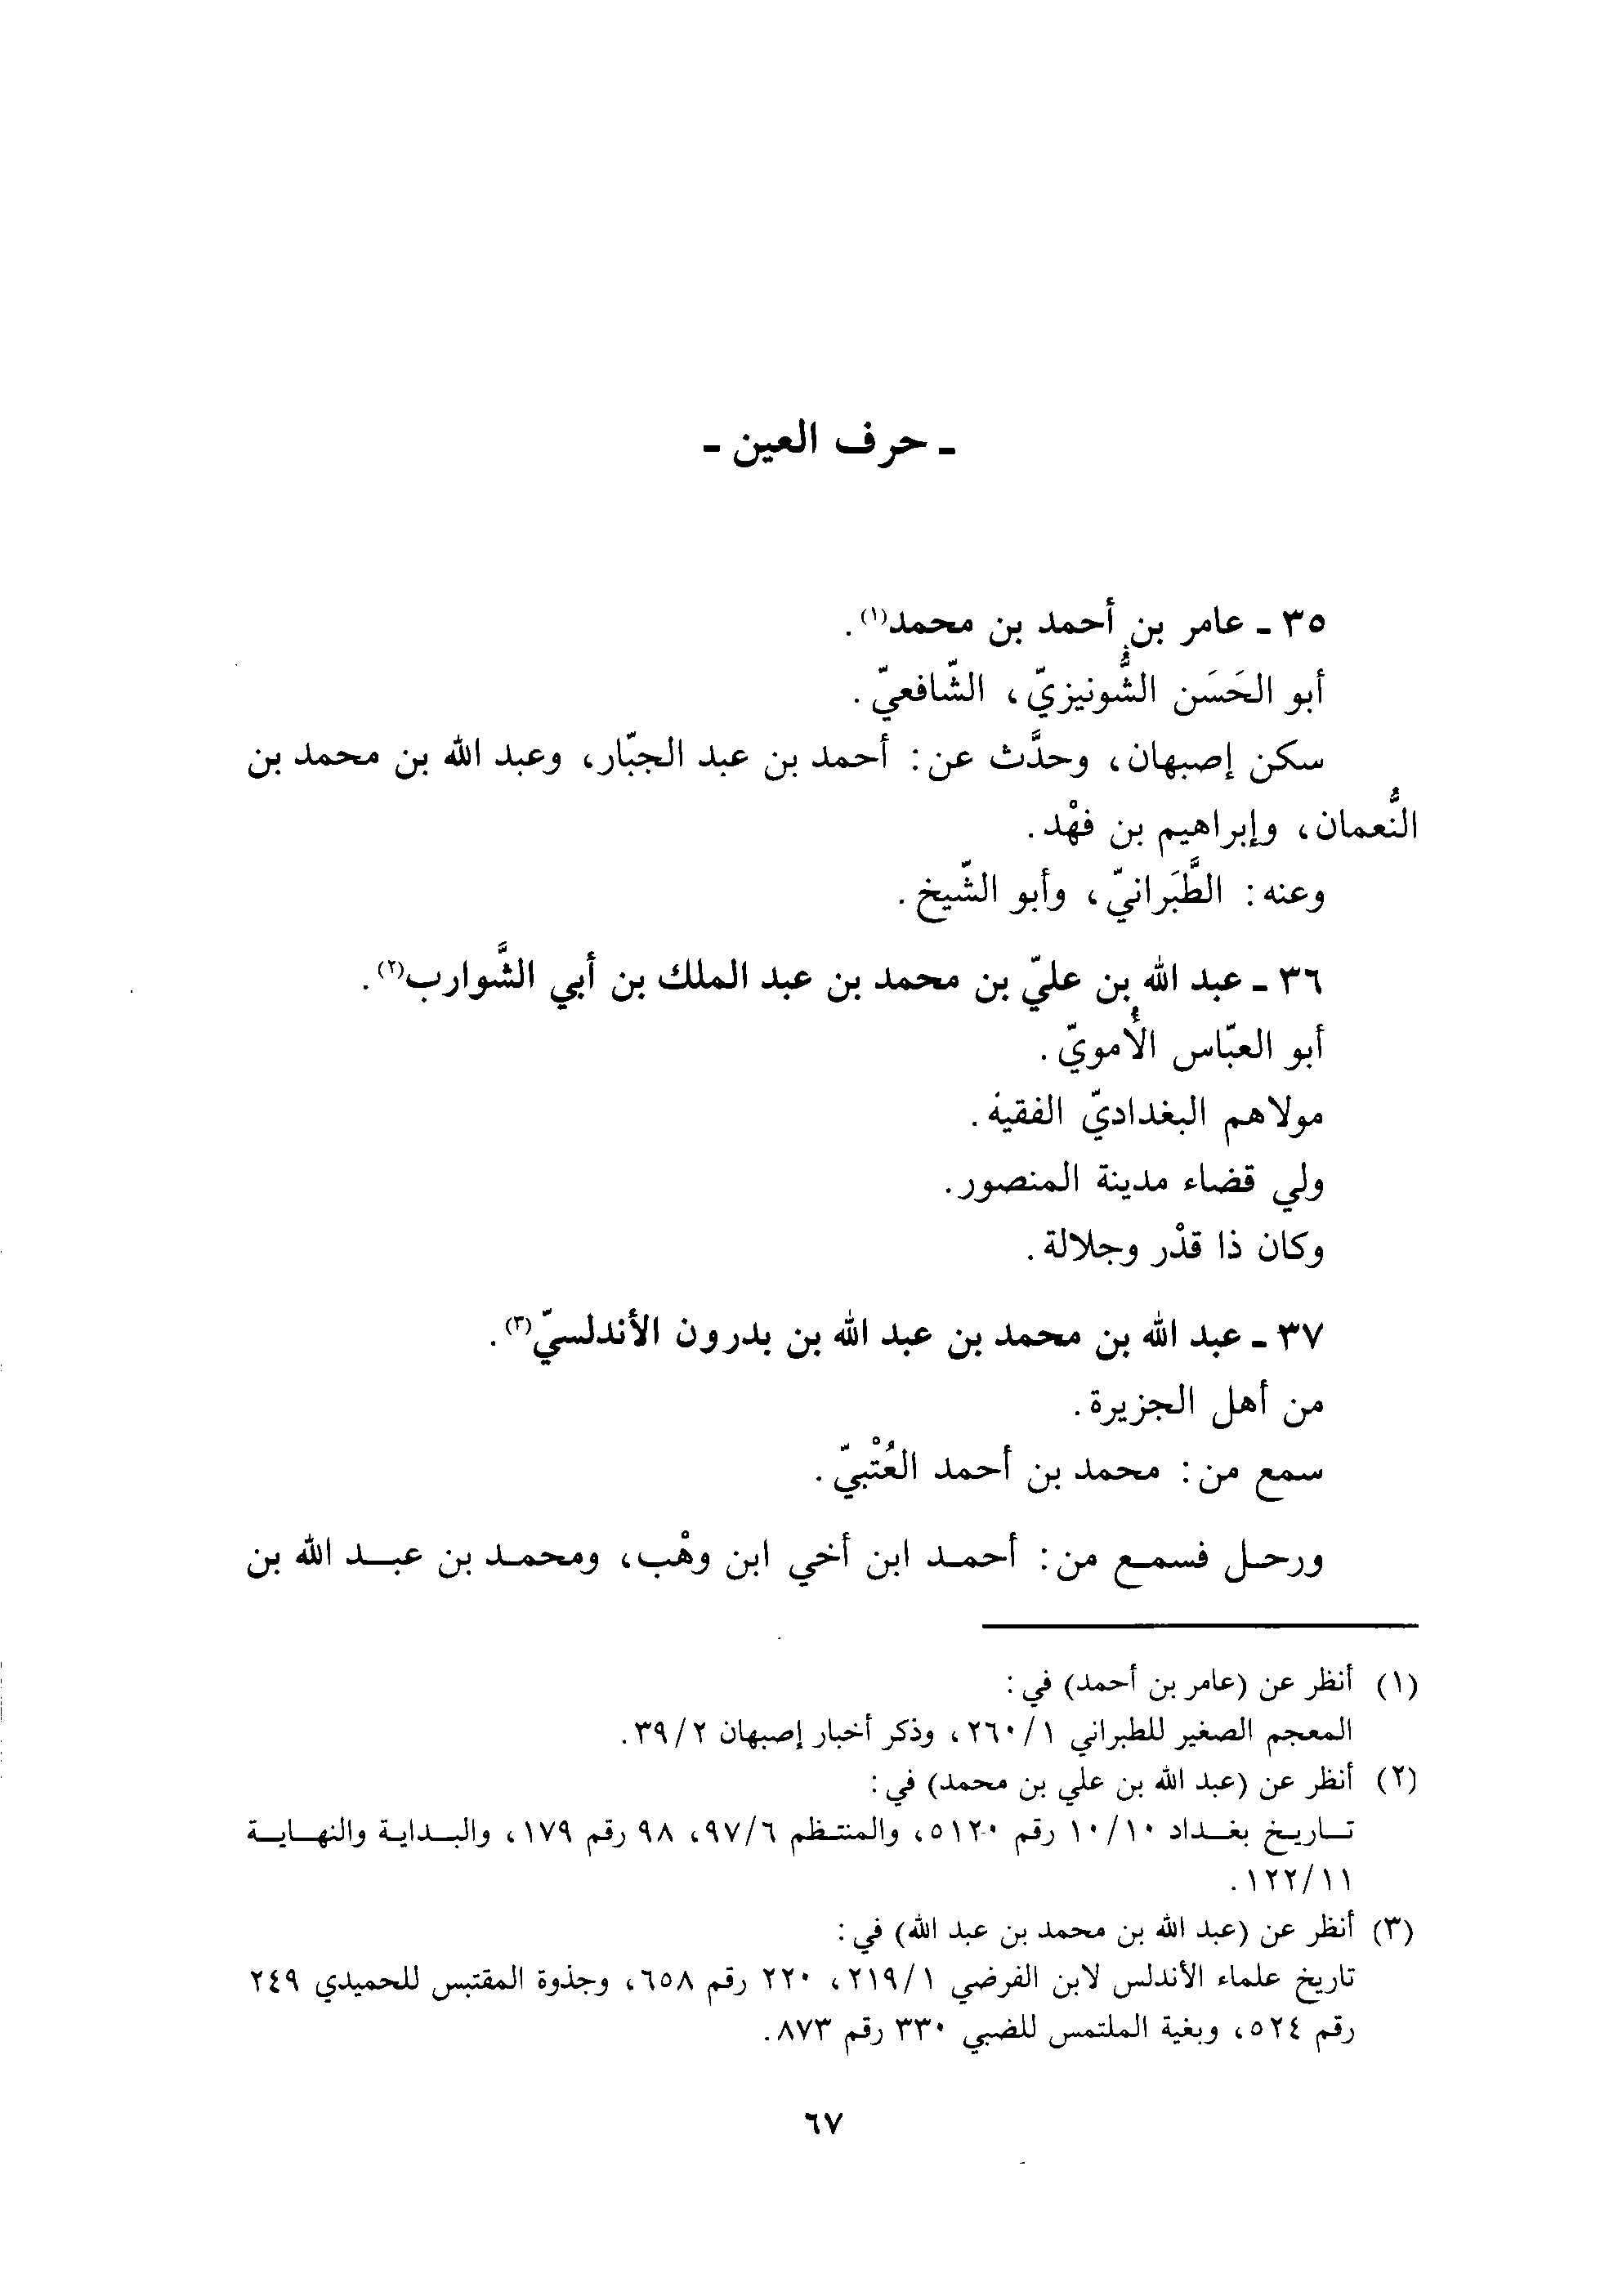 ـ حرف العين ـ
٣٥ ـ عامر بن أحمد بن محمد(١).
أبو الحَسَن الشُّونيزيّ، الشّافعيّ.
سكن إصبهان، وحدَّث عن: أحمد بن عبد الجبّار، وعبد الله بن محمد بن
النُّعمان، وإبراهيم بن فهْد.
وعنه: الطَّبَرانيّ، وأبو الشّيخ.
٣٦ ـ عبد الله بن عليّ بن محمد بن عبد الملك بن أبي الشَّوارب(٢).
أبو العبّاس الأُمويّ.
مولاهم البغداديّ الفقيه.
ولي قضاء مدينة المنصور.
وكان ذا قدْر وجلالة.
٣٧ ـ عبد الله بن محمد بن عبد الله بن بدرون الأندلسيّ(٣).
من أهل الجزيرة.
سمع من: محمد بن أحمد العُتْبيّ.
ورحل فسمع من: أحمد ابن أخي ابن وهْب، ومحمد بن عبد الله بن
(١) أنظر عن (عامر بن أحمد) في:
المعجم الصغير للطبراني ١/ ٢٦٠، وذكر أخبار إصبهان ٢/ ٣٩.
(٢) أنظر عن (عبد الله بن علي بن محمد) في:
تاريخ بغداد ١٠/ ١٠ رقم ٥١٢٠، والمنتظم ٦/ ٩٧، ٩٨ رقم ١٧٩، والبداية والنهاية
١١/ ١٢٢.
(٣) أنظر عن (عبد الله بن محمد بن عبد الله) في:
تاريخ علماء الأندلس لابن الفرضي ١/ ٢١٩، ٢٢٠ رقم ٦٥٨، وجذوة المقتبس للحميدي ٢٤٩
رقم ٥٢٤، وبغية الملتمس للضبي ٣٣٠ رقم ٨٧٣.
٦٧